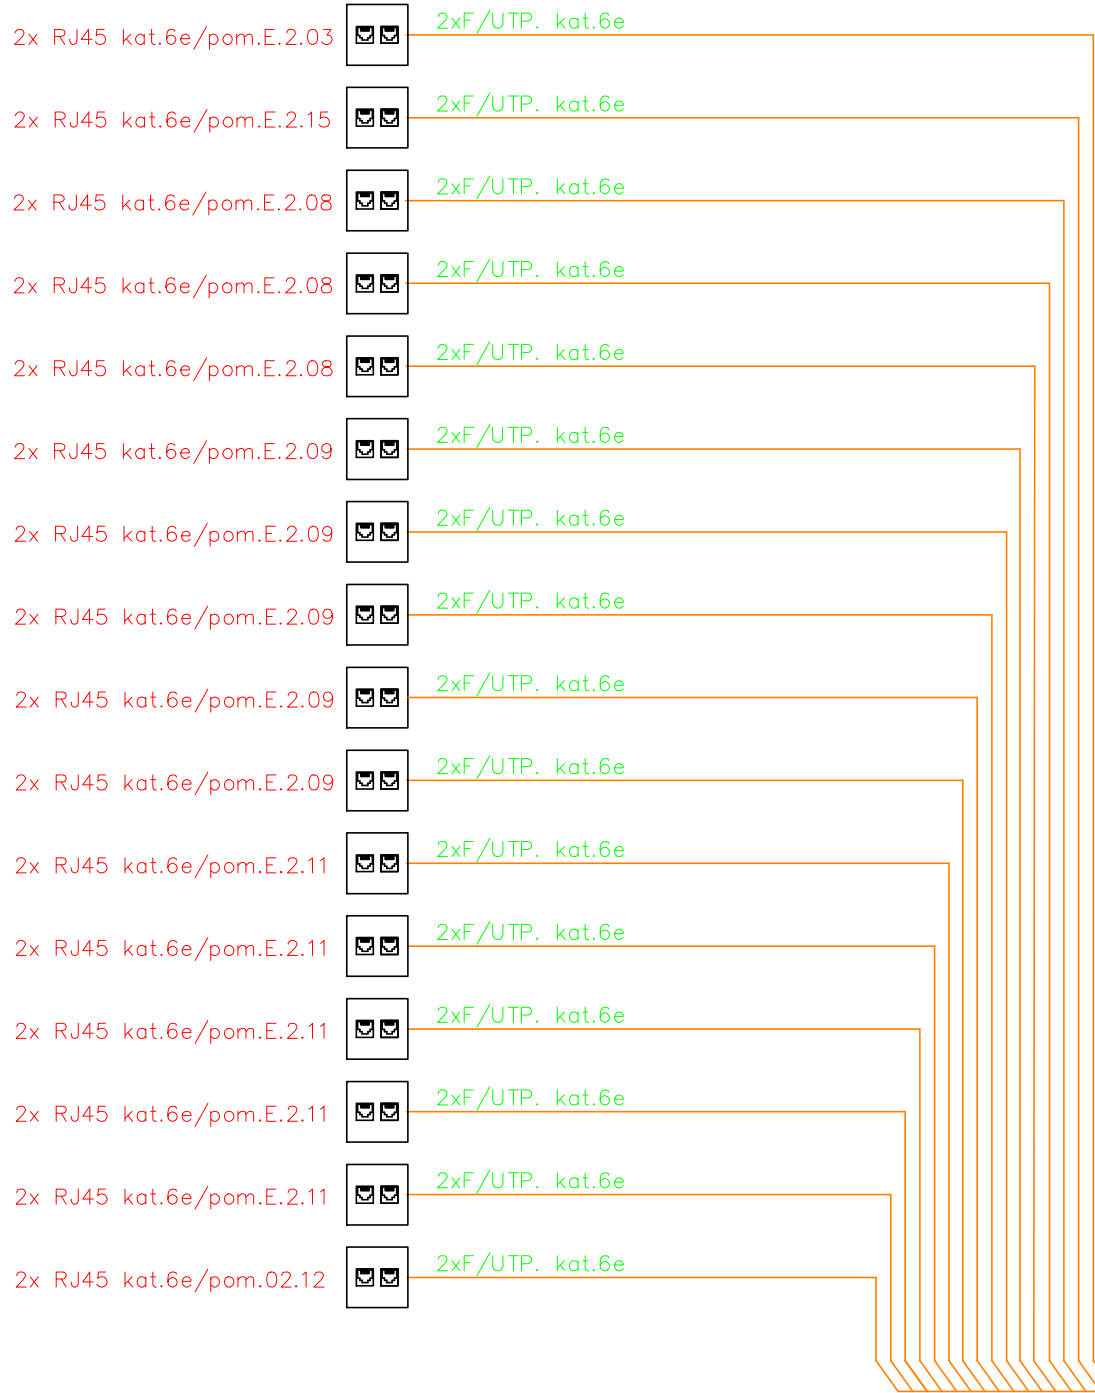 2x RJ45 kat.6e/pom.E.2.03 2xF/UTP. kat.6e
2x RJ45 kat.6e/pom.E.2.15 2xF/UTP. kat.6e
2x RJ45 kat.6e/pom.E.2.08 2xF/UTP. kat.6e
2x RJ45 kat.6e/pom.E.2.08 2xF/UTP. kat.6e
2x RJ45 kat.6e/pom.E.2.08 2xF/UTP. kat.6e
2x RJ45 kat.6e/pom.E.2.09 2xF/UTP. kat.6e
2x RJ45 kat.6e/pom.E.2.09 2xF/UTP. kat.6e
2x RJ45 kat.6e/pom.E.2.09 2xF/UTP. kat.6e
2x RJ45 kat.6e/pom.E.2.09 2xF/UTP. kat.6e
2x RJ45 kat.6e/pom.E.2.09 2xF/UTP. kat.6e
2x RJ45 kat.6e/pom.E.2.11 2xF/UTP. kat.6e
2x RJ45 kat.6e/pom.E.2.11 2xF/UTP. kat.6e
2x RJ45 kat.6e/pom.E.2.11 2xF/UTP. kat.6e
2x RJ45 kat.6e/pom.E.2.11 2xF/UTP. kat.6e
2x RJ45 kat.6e/pom.E.2.11 2xF/UTP. kat.6e
2x RJ45 kat.6e/pom.02.12 2xF/UTP. kat.6e